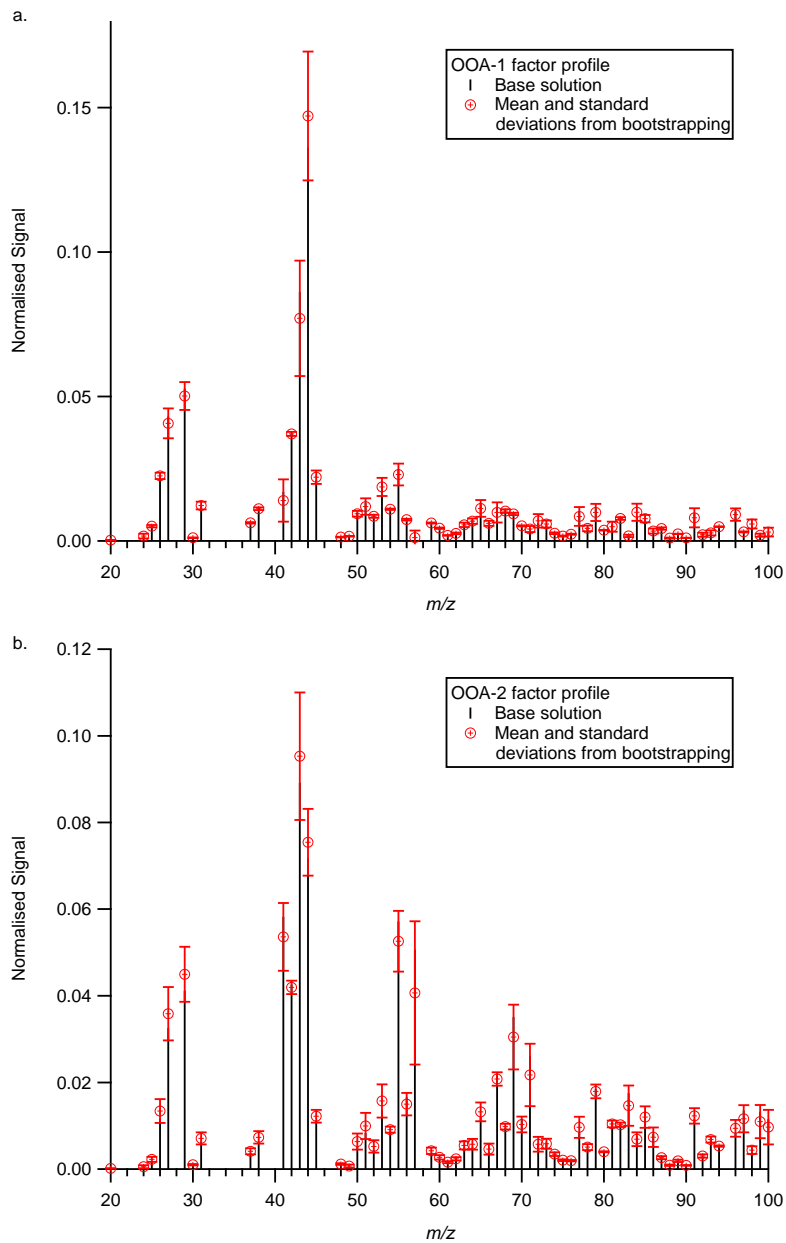 a.
OOA-1 factor profile
Base solution
Mean and standard
deviations from bootstrapping
Normalised Signal
0.15
0.10
0.05
0.00
20 30 40 50 60 70 80 90 100
m/z
b.
OOA-2 factor profile
Base solution
Mean and standard
deviations from bootstrapping
Normalised Signal
0.12
0.10
0.08
0.06
0.04
0.02
0.00
20 30 40 50 60 70 80 90 100
m/z